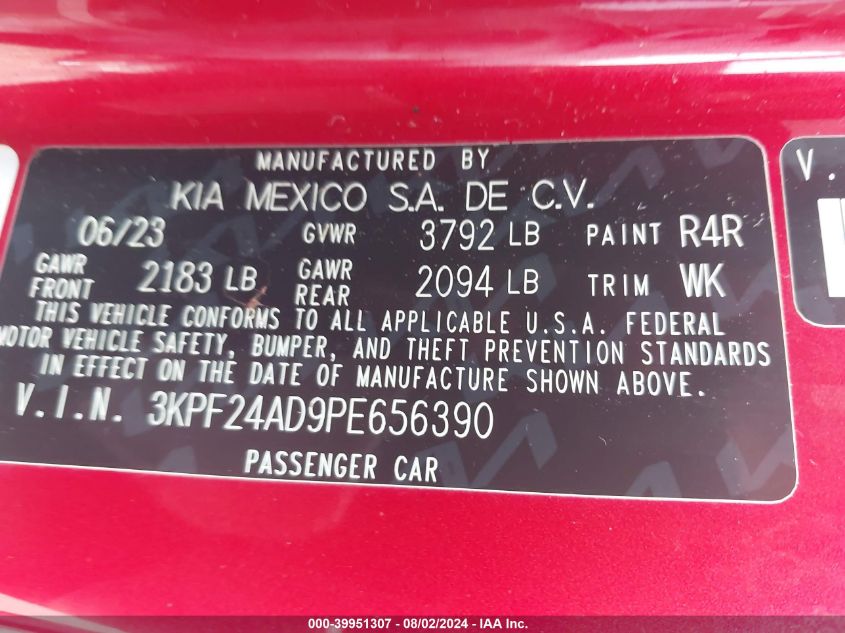 MANUFACTURED BY
KIA MEXICO S.A. DE C.V.
06/23 GVWR 3792 LB PAINT R4R
GAWR FRONT 2183 LB GAWR REAR 2094 LB TRIM WK
THIS VEHICLE CONFORMS TO ALL APPLICABLE U.S.A. FEDERAL
MOTOR VEHICLE SAFETY, BUMPER, AND THEFT PREVENTION STANDARDS
IN EFFECT ON THE DATE OF MANUFACTURE SHOWN ABOVE.
V.I.N. 3KPF24AD9PE656390
PASSENGER CAR
V.
000-39951307 - 08/02/2024 - IAA Inc.